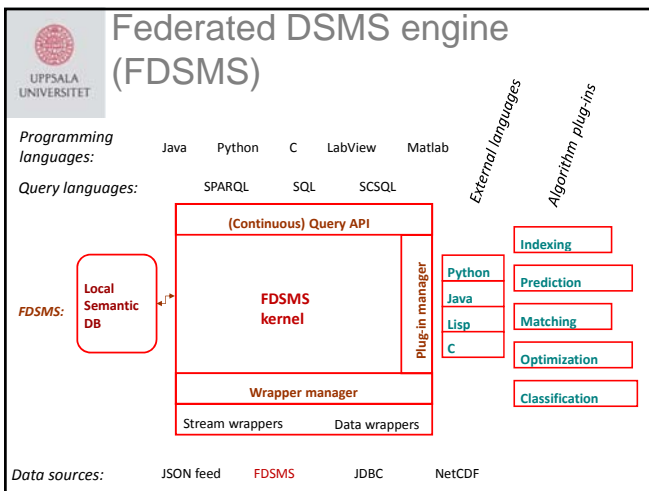 Federated DSMS engine
(FDSMS)
UPPSALA
UNIVERSITET
Programming
languages:
Java Python C LabView Matlab
Query languages:
SPARQL SQL SCSQL
External languages
Algorithm plug-ins
(Continuous) Query API
FDSMS:
Local
Semantic
DB
FDSMS
kernel
Plug-in manager
Python
Java
Lisp
C
Indexing
Prediction
Matching
Optimization
Classification
Wrapper manager
Stream wrappers Data wrappers
Data sources: JSON feed FDSMS JDBC NetCDF